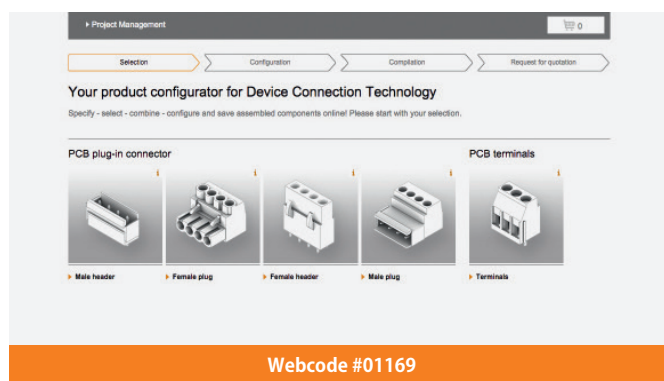 Project Management
0
Selection
Configuration
Compilation
Request for quotation
Your product configurator for Device Connection Technology
Specify - select - combine - configure and save assembled components online! Please start with your selection.
PCB plug-in connector
PCB terminals
i i i i i
Male header
Female plug
Female header
Male plug
Terminals
Webcode #01169